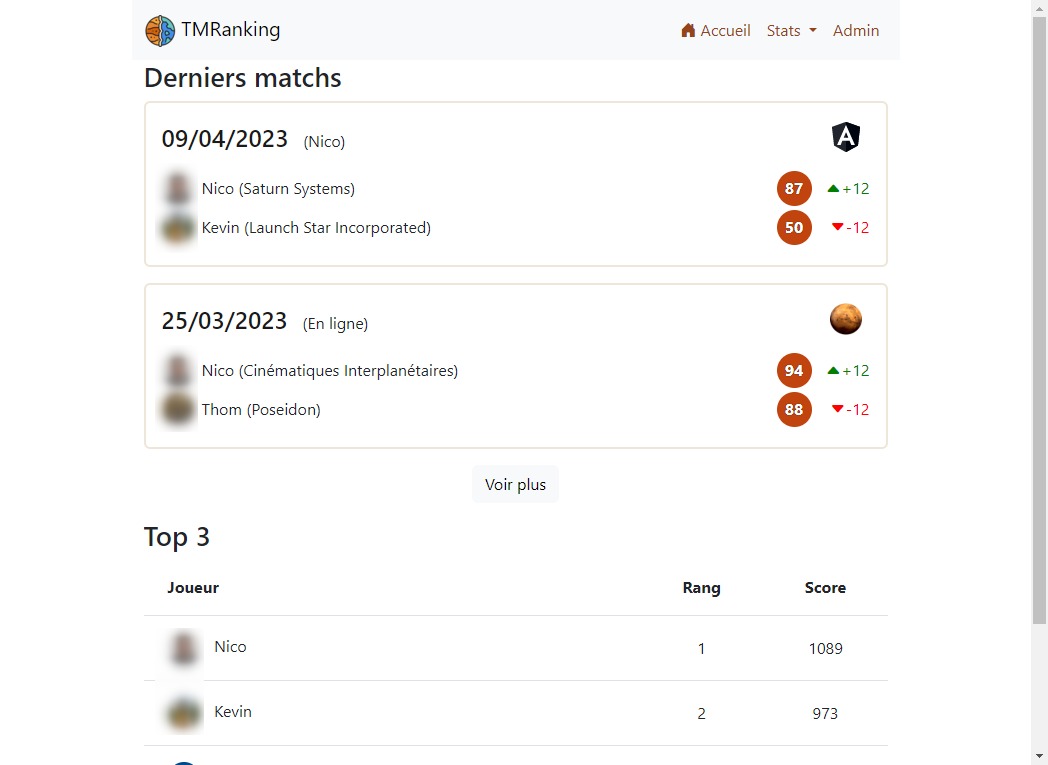 TMRanking Accueil Stats Admin
Derniers matchs
09/04/2023 (Nico)
Nico (Saturn Systems) 87 +12
Kevin (Launch Star Incorporated) 50 -12
25/03/2023 (En ligne)
Nico (Cinématiques Interplanétaires) 94 +12
Thom (Poseidon) 88 -12
Voir plus
Top 3
Joueur Rang Score
Nico 1 1089
Kevin 2 973